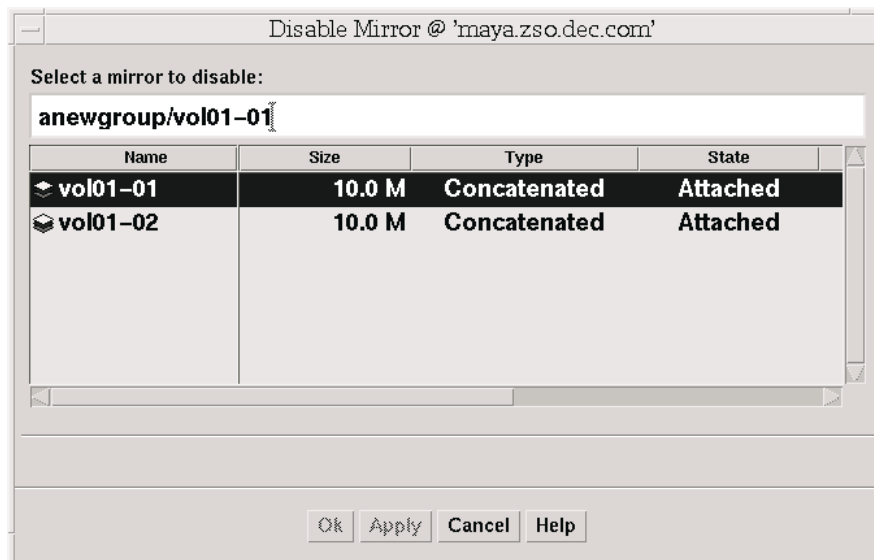 Disable Mirror @ 'maya.zso.dec.com'
Select a mirror to disable:
anewgroup/vol01-01
Name Size Type State
vol01-01 10.0 M Concatenated Attached
vol01-02 10.0 M Concatenated Attached
Ok Apply Cancel Help